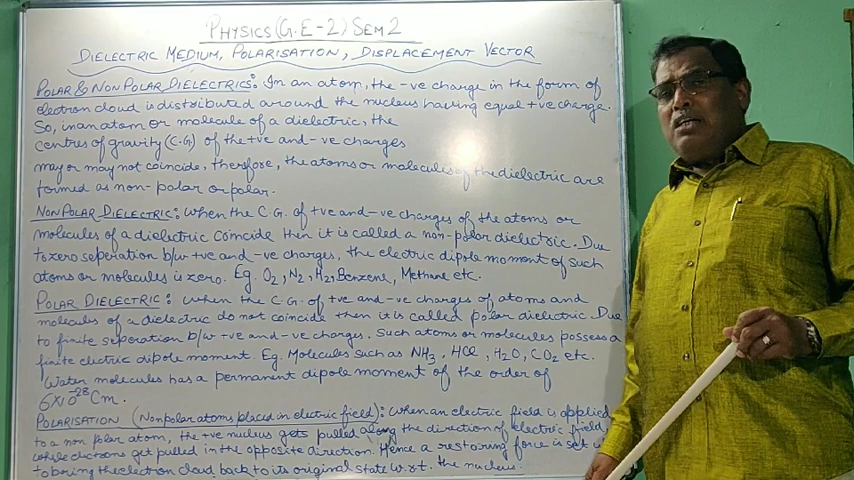 PHYSICS (G.E-2) SEM 2
DIELECTRIC MEDIUM, POLARISATION, DISPLACEMENT VECTOR
POLAR & NON POLAR DIELECTRICS: In an atom, the -ve charge in the form of
electron cloud is distributed around the nucleus having equal +ve charge.
So, in an atom or molecule of a dielectric, the
centres of gravity (C.G.) of the +ve and -ve charges
may or may not coincide, therefore, the atoms or molecules of the dielectric are
formed as non-polar or polar.
NON POLAR DIELECTRIC: When the C.G. of +ve and -ve charges of the atoms or
molecules of a dielectric coincide then it is called a non-polar dielectric. Due
to zero seperation b/w +ve and -ve charges, the electric dipole moment of such
atoms or molecules is zero. Eg. O2, N2, H2, Benzene, Methane etc.
POLAR DIELECTRIC: When the C.G. of +ve and -ve charges of atoms and
molecules of a dielectric do not coincide then it is called polar dielectric. Due
to finite seperation b/w +ve and -ve charges. Such atoms or molecules possess a
finite electric dipole moment. Eg. Molecules such as NH3, HCl, H2O, CO2 etc.
Water molecules has a permanent dipole moment of the order of
6×10^-28 Cm.
POLARISATION (Nonpolar atoms placed in electric field): When an electric field is applied
to a non polar atom, the +ve nucleus gets pulled along the direction of electric field,
while electrons get pulled in the opposite direction. Hence a restoring force is set
to bring the electron cloud back to its original state w.r.t. the nucleus.